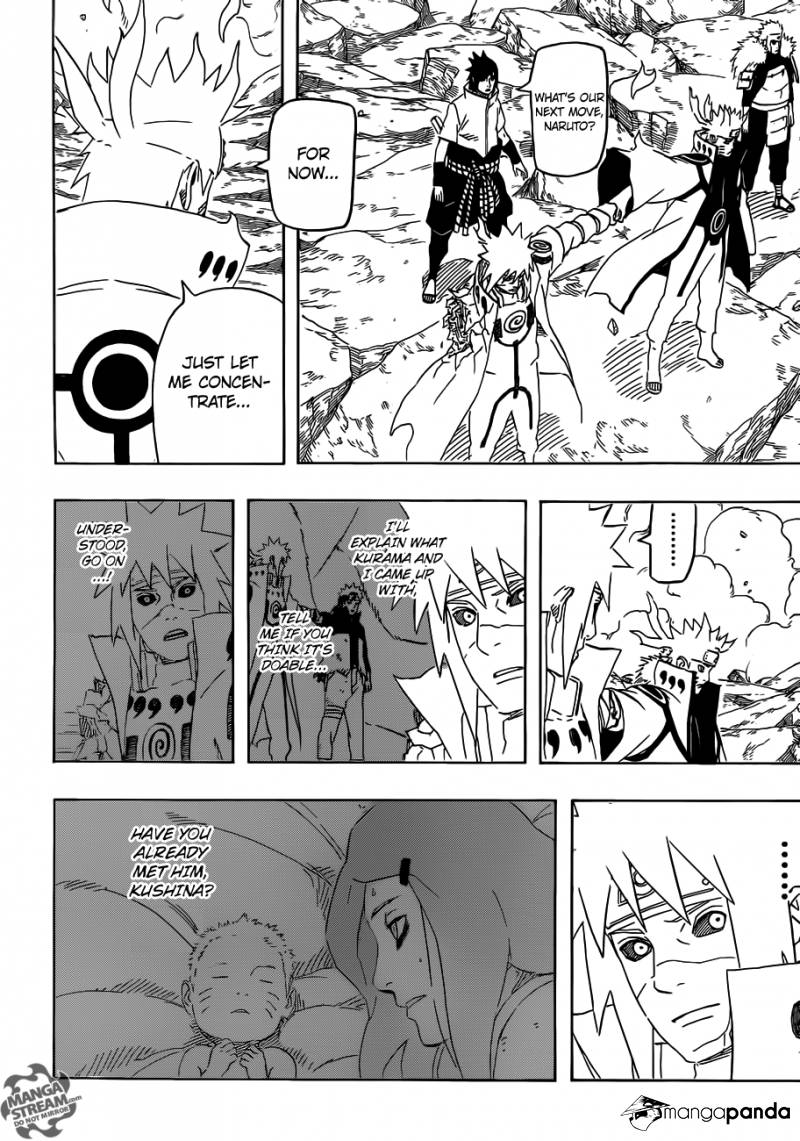 WHAT'S OUR
NEXT MOVE,
NARUTO?
FOR
NOW...
JUST LET
ME CONCEN-
TRATE...
........
I'LL
EXPLAIN WHAT
KURAMA AND
I CAME UP
WITH,
TELL
ME IF YOU
THINK IT'S
DOABLE...
UNDER-
STOOD,
GO ON
...!
......
HAVE YOU
ALREADY
MET HIM,
KUSHINA?
MANGA
STREAM.com
DO NOT MIRROR!
mangapanda